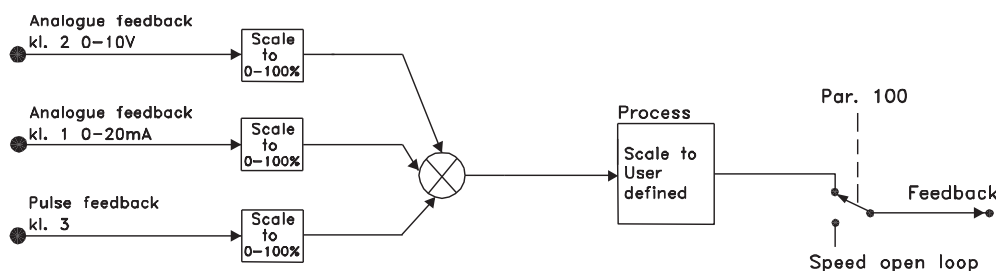 Analogue feedback
kl. 2 0-10V
Scale
to
0-100%
Analogue feedback
kl. 1 0-20mA
Scale
to
0-100%
Pulse feedback
kl. 3
Scale
to
0-100%
Process
Scale to
User
defined
Par. 100
Feedback
Speed open loop